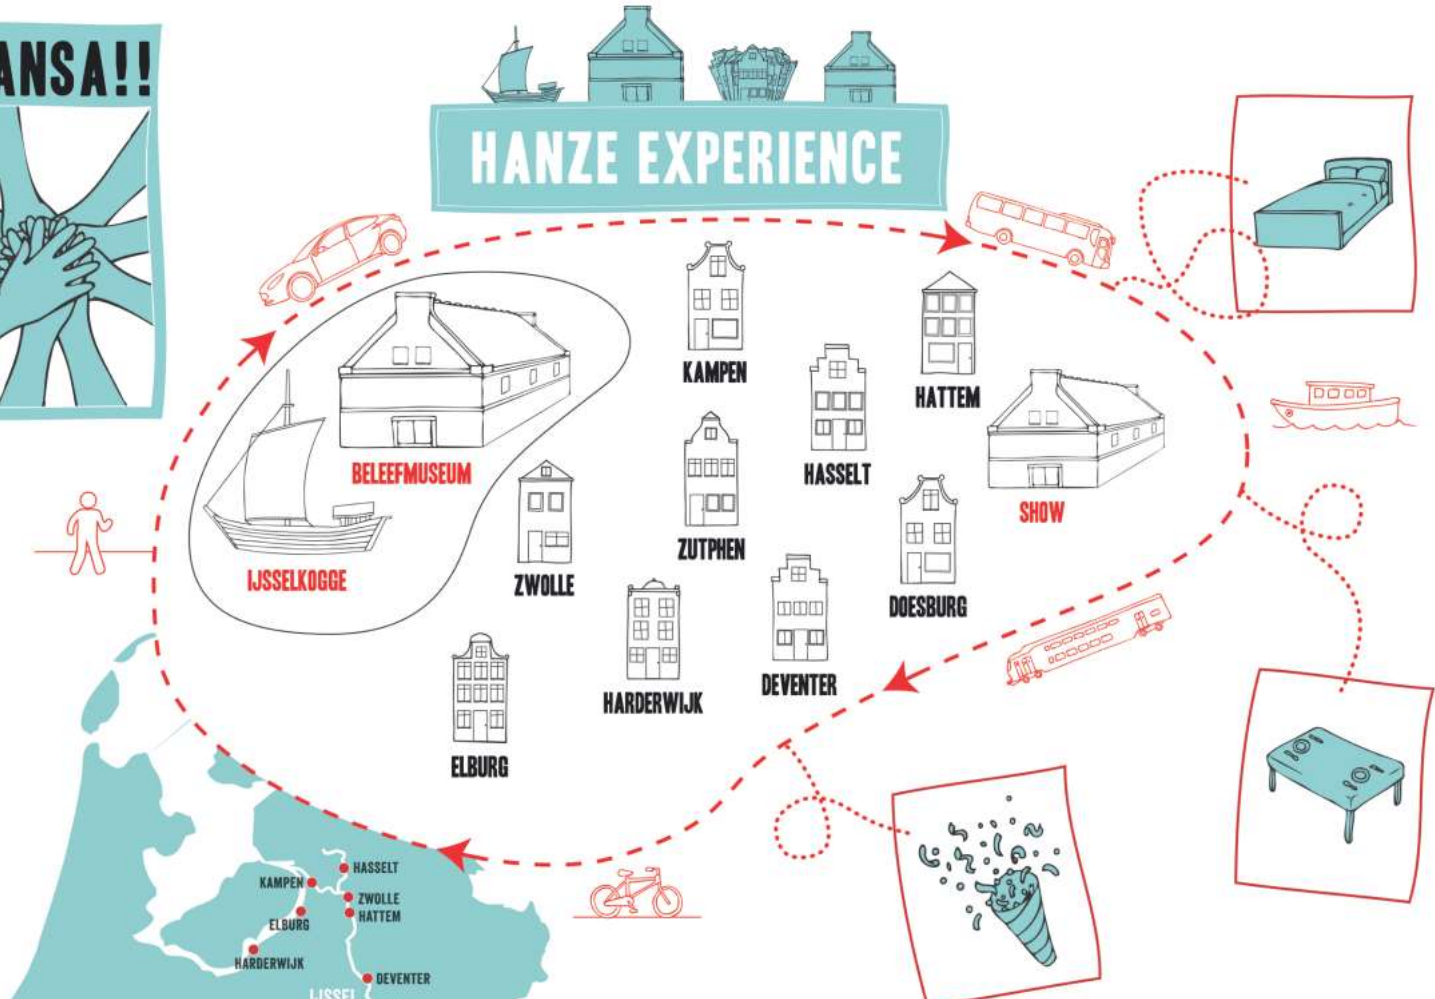 ANSA!!
HANZE EXPERIENCE
KAMPEN
HATTEM
BELEEFMUSEUM
HASSELT
SHOW
ZUTPHEN
IJSSELKOGGE
ZWOLLE
DOESBURG
HARDERWIJK
DEVENTER
ELBURG
HASSELT
KAMPEN
ZWOLLE
HATTEM
ELBURG
HARDERWIJK
DEVENTER
IJSSEL